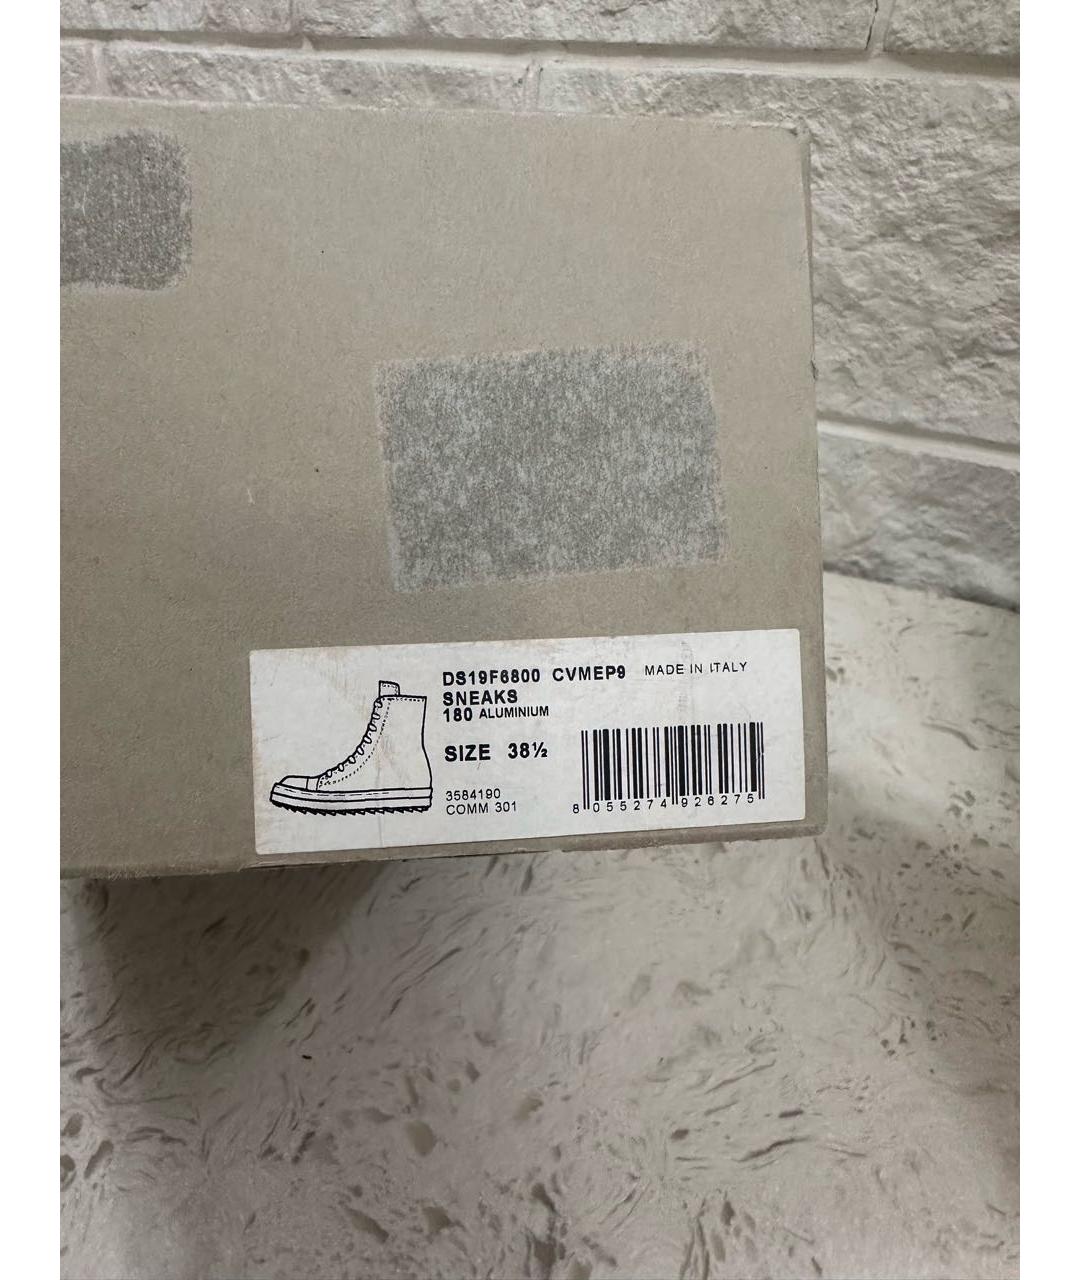 DS19F6800 CVMEP9 MADE IN ITALY
SNEAKS
180 ALUMINIUM
SIZE 38½
3584190
COMM 301
8 055274 926275